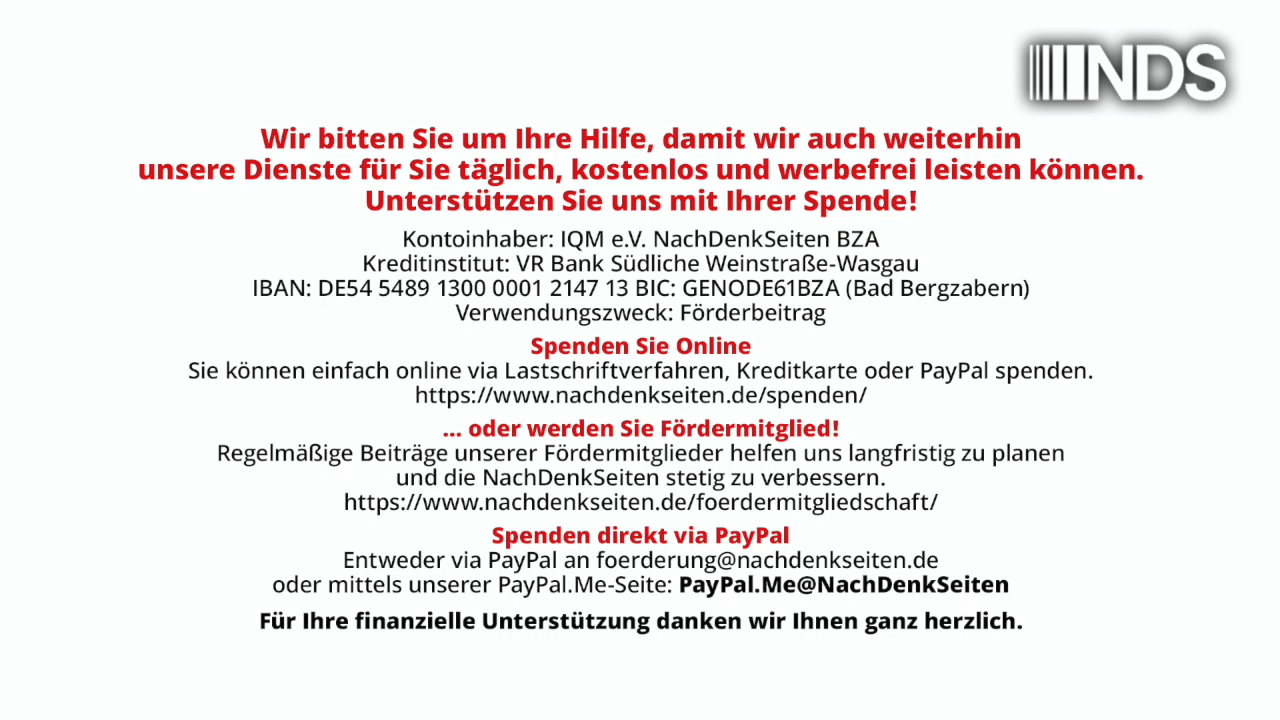 NDS
Wir bitten Sie um Ihre Hilfe, damit wir auch weiterhin
unsere Dienste für Sie täglich, kostenlos und werbefrei leisten können.
Unterstützen Sie uns mit Ihrer Spende!
Kontoinhaber: IQM e.V. NachDenkSeiten BZA
Kreditinstitut: VR Bank Südliche Weinstraße-Wasgau
IBAN: DE54 5489 1300 0001 2147 13 BIC: GENODE61BZA (Bad Bergzabern)
Verwendungszweck: Förderbeitrag
Spenden Sie Online
Sie können einfach online via Lastschriftverfahren, Kreditkarte oder PayPal spenden.
https://www.nachdenkseiten.de/spenden/
... oder werden Sie Fördermitglied!
Regelmäßige Beiträge unserer Fördermitglieder helfen uns langfristig zu planen
und die NachDenkSeiten stetig zu verbessern.
https://www.nachdenkseiten.de/foerdermitgliedschaft/
Spenden direkt via PayPal
Entweder via PayPal an foerderung@nachdenkseiten.de
oder mittels unserer PayPal.Me-Seite: PayPal.Me@NachDenkSeiten
Für Ihre finanzielle Unterstützung danken wir Ihnen ganz herzlich.